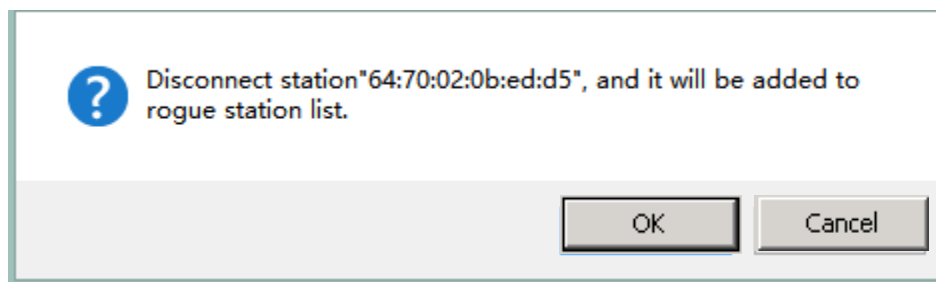 Disconnect station"64:70:02:0b:ed:d5", and it will be added to
rogue station list.
OK
Cancel